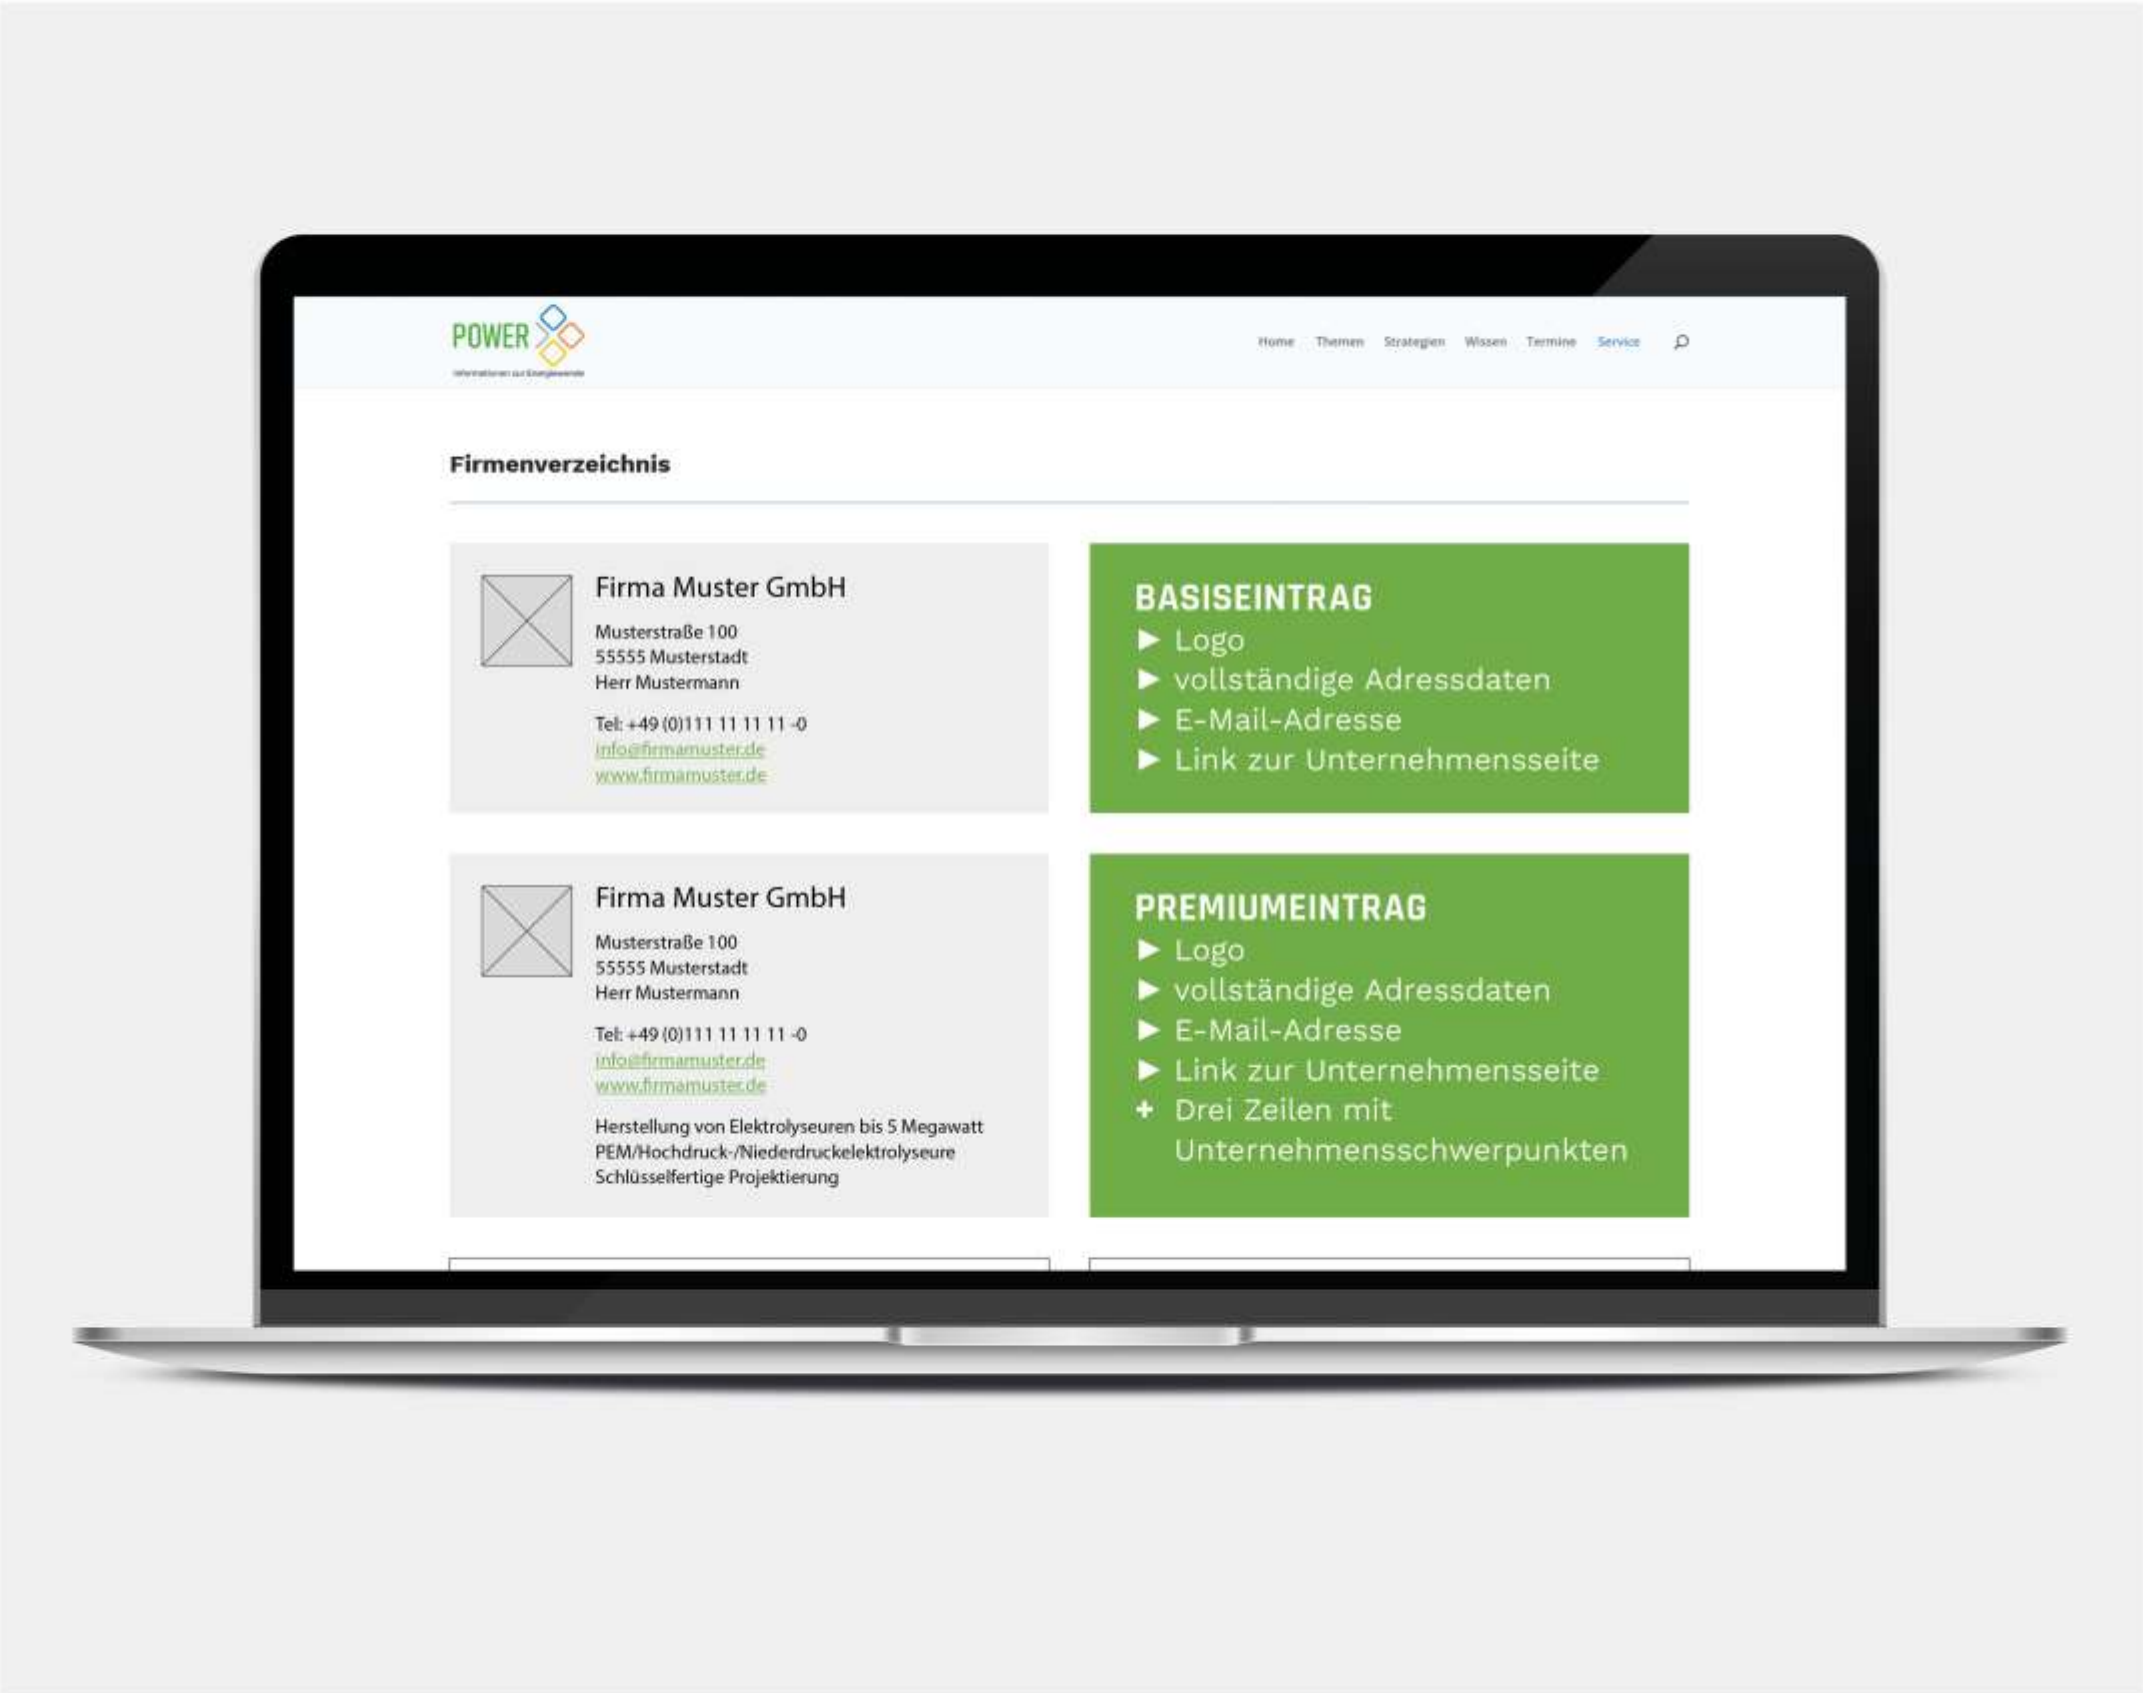 POWER
Informationen zur Energiewende
Home Themen Strategien Wissen Termine Service
Firmenverzeichnis
Firma Muster GmbH
Musterstraße 100
55555 Musterstadt
Herr Mustermann
Tel: +49 (0)111 11 11 11 -0
info@firmamuster.de
www.firmamuster.de
BASISEINTRAG
► Logo
► vollständige Adressdaten
► E-Mail-Adresse
► Link zur Unternehmensseite
Firma Muster GmbH
Musterstraße 100
55555 Musterstadt
Herr Mustermann
Tel: +49 (0)111 11 11 11 -0
info@firmamuster.de
www.firmamuster.de
Herstellung von Elektrolyseuren bis 5 Megawatt
PEM/Hochdruck-/Niederdruckelektrolyseure
Schlüsselfertige Projektierung
PREMIUMEINTRAG
► Logo
► vollständige Adressdaten
► E-Mail-Adresse
► Link zur Unternehmensseite
+ Drei Zeilen mit
Unternehmensschwerpunkten